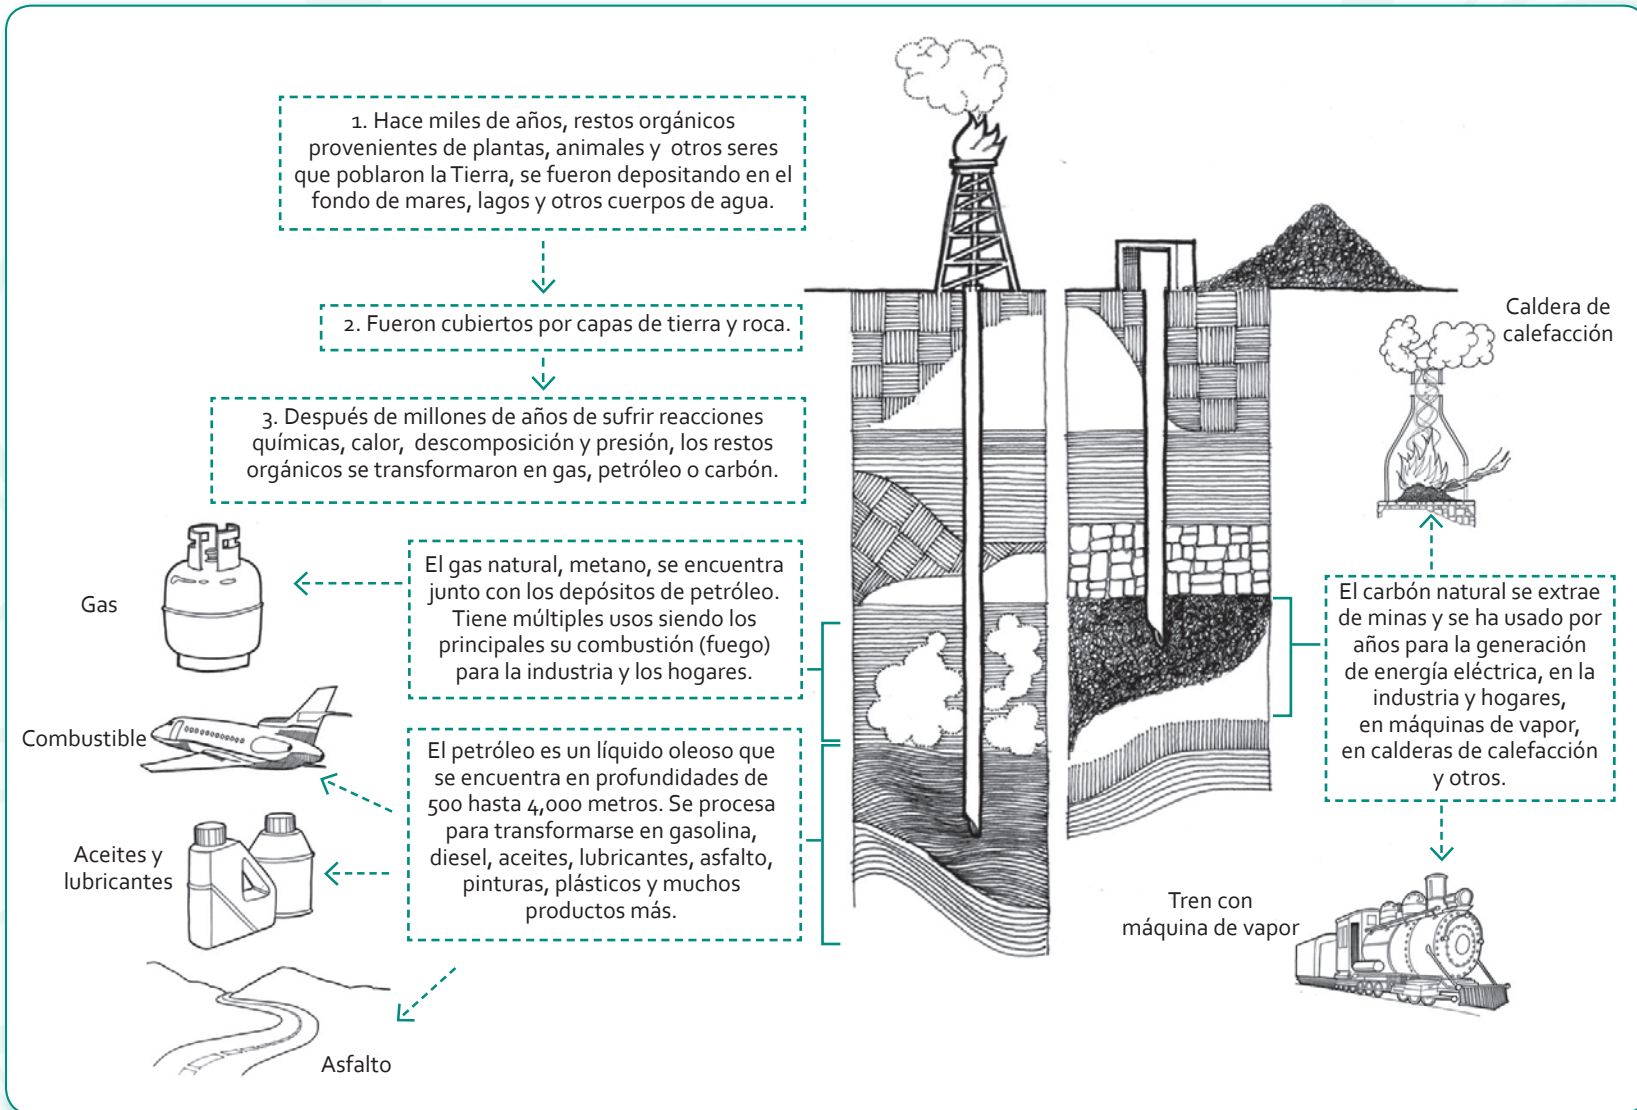 1. Hace miles de años, restos orgánicos
provenientes de plantas, animales y otros seres
que poblaron la Tierra, se fueron depositando en el
fondo de mares, lagos y otros cuerpos de agua.
2. Fueron cubiertos por capas de tierra y roca.
3. Después de millones de años de sufrir reacciones
químicas, calor, descomposición y presión, los restos
orgánicos se transformaron en gas, petróleo o carbón.
Gas
El gas natural, metano, se encuentra
junto con los depósitos de petróleo.
Tiene múltiples usos siendo los
principales su combustión (fuego)
para la industria y los hogares.
Combustible
Aceites y
lubricantes
El petróleo es un líquido oleoso que
se encuentra en profundidades de
500 hasta 4,000 metros. Se procesa
para transformarse en gasolina,
diesel, aceites, lubricantes, asfalto,
pinturas, plásticos y muchos
productos más.
Asfalto
Caldera de
calefacción
El carbón natural se extrae
de minas y se ha usado por
años para la generación
de energía eléctrica, en la
industria y hogares,
en máquinas de vapor,
en calderas de calefacción
y otros.
Tren con
máquina de vapor